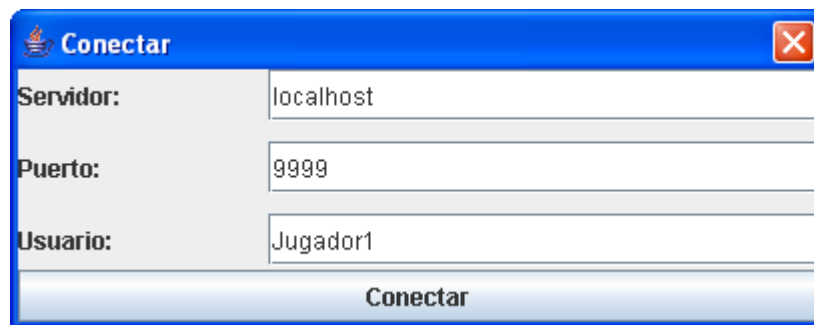 Conectar
Servidor: localhost
Puerto: 9999
Usuario: Jugador1
Conectar